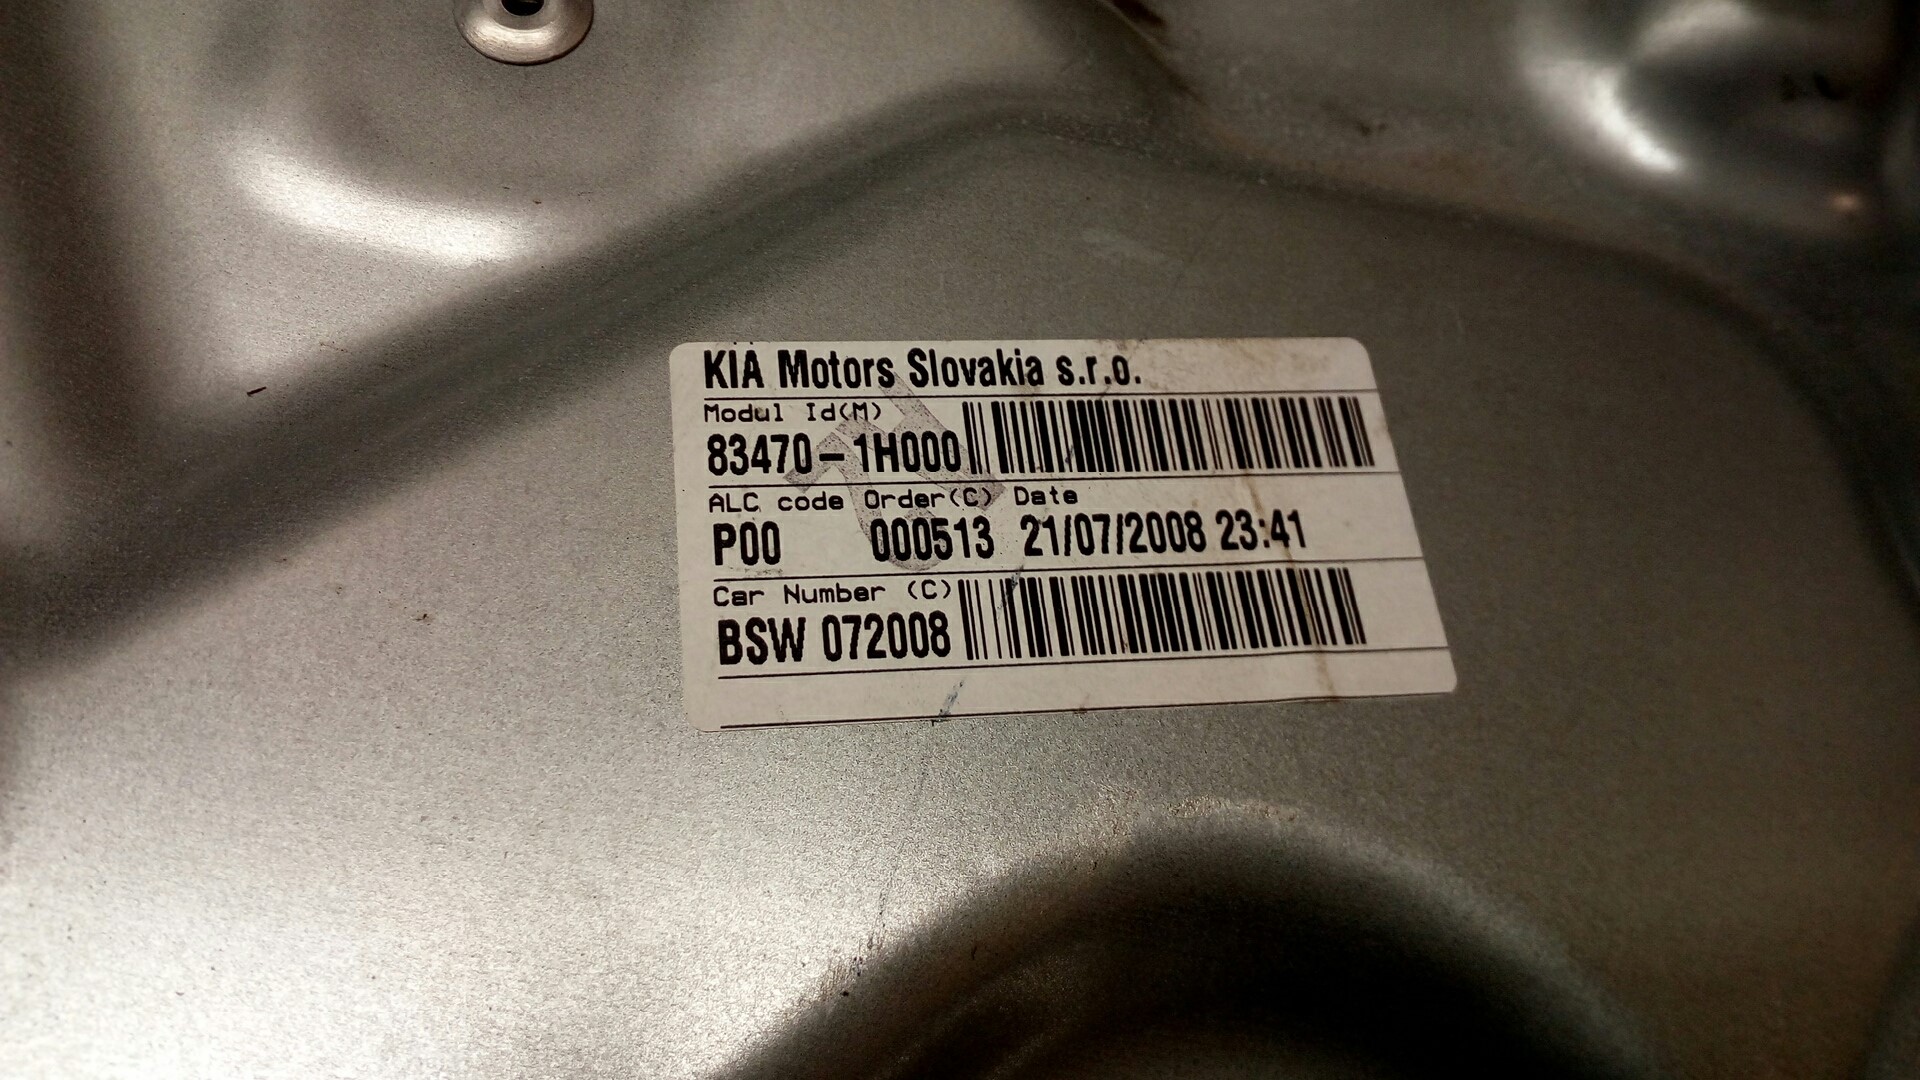 KIA Motors Slovakia s.r.o.
Modul Id(M)
83470-1H000
ALC code Order(C) Date
P00 000513 21/07/2008 23:41
Car Number (C)
BSW 072008